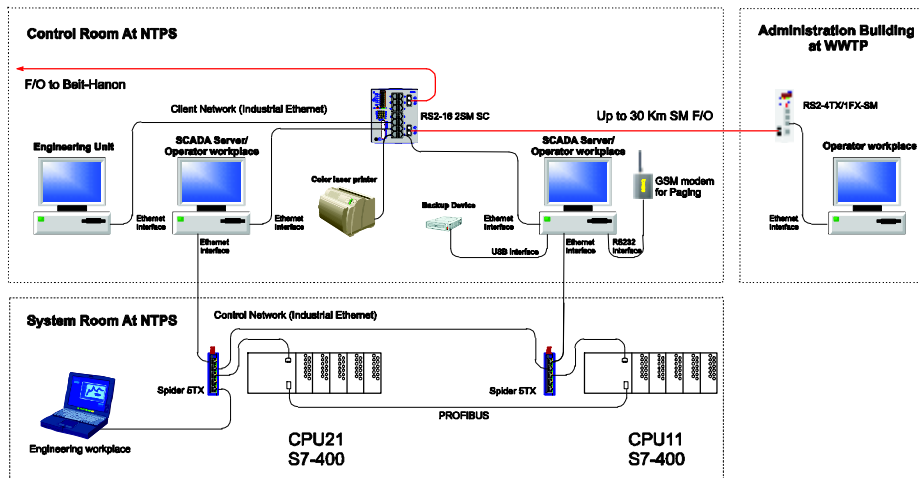 Control Room At NTPS
Administration Building
at WWTP
F/O to Beit-Hanon
RS2-16 2SM SC
RS2-4TX/1FX-SM
Client Network (Industrial Ethernet)
Up to 30 Km SM F/O
Engineering Unit
SCADA Server/
Operator workplace
SCADA Server/
Operator workplace
Operator workplace
GSM modem
for Paging
Color laser printer
Backup Device
Ethernet
Interface
Ethernet
Interface
Ethernet
Interface
Ethernet
Interface
Ethernet
Interface
USB Interface
Ethernet
Interface
RS232
Interface
System Room At NTPS
Control Network (Industrial Ethernet)
Spider 5TX
Spider 5TX
PROFIBUS
Engineering workplace
CPU21
S7-400
CPU11
S7-400